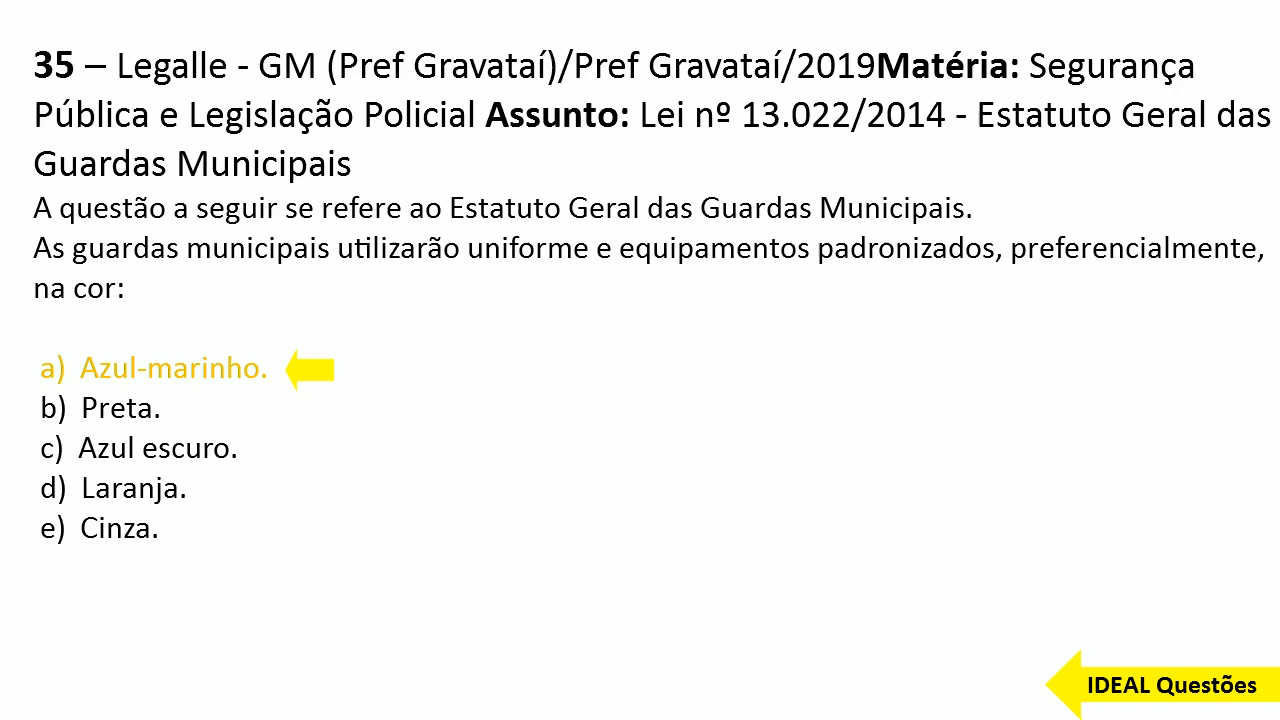 35 – Legalle - GM (Pref Gravataí)/Pref Gravataí/2019Matéria: Segurança
Pública e Legislação Policial Assunto: Lei nº 13.022/2014 - Estatuto Geral das
Guardas Municipais
A questão a seguir se refere ao Estatuto Geral das Guardas Municipais.
As guardas municipais utilizarão uniforme e equipamentos padronizados, preferencialmente,
na cor:
a) Azul-marinho.
b) Preta.
c) Azul escuro.
d) Laranja.
e) Cinza.
IDEAL Questões